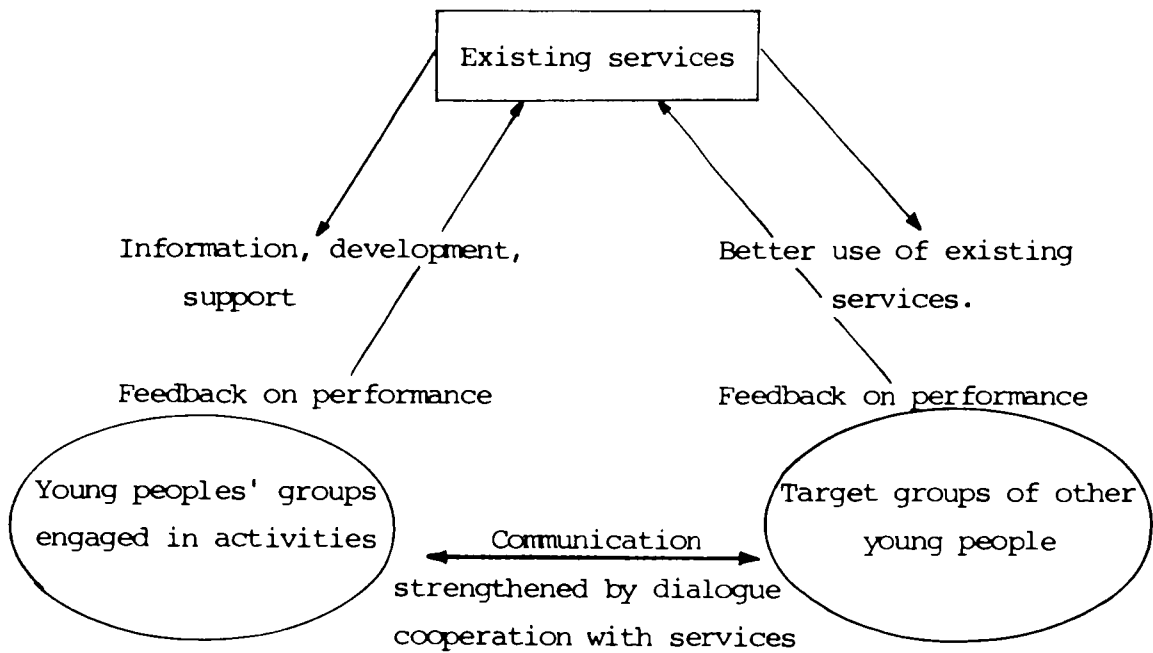 Existing services
Information, development,
support
Better use of existing
services.
Feedback on performance
Feedback on performance
Young peoples' groups
engaged in activities
Target groups of other
young people
Communication
strengthened by dialogue
cooperation with services